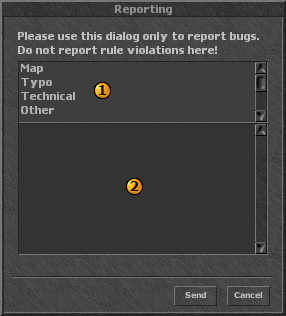 Reporting
Please use this dialog only to report bugs.
Do not report rule violations here!
Map
Typo
Technical
Other
1
2
Send Cancel